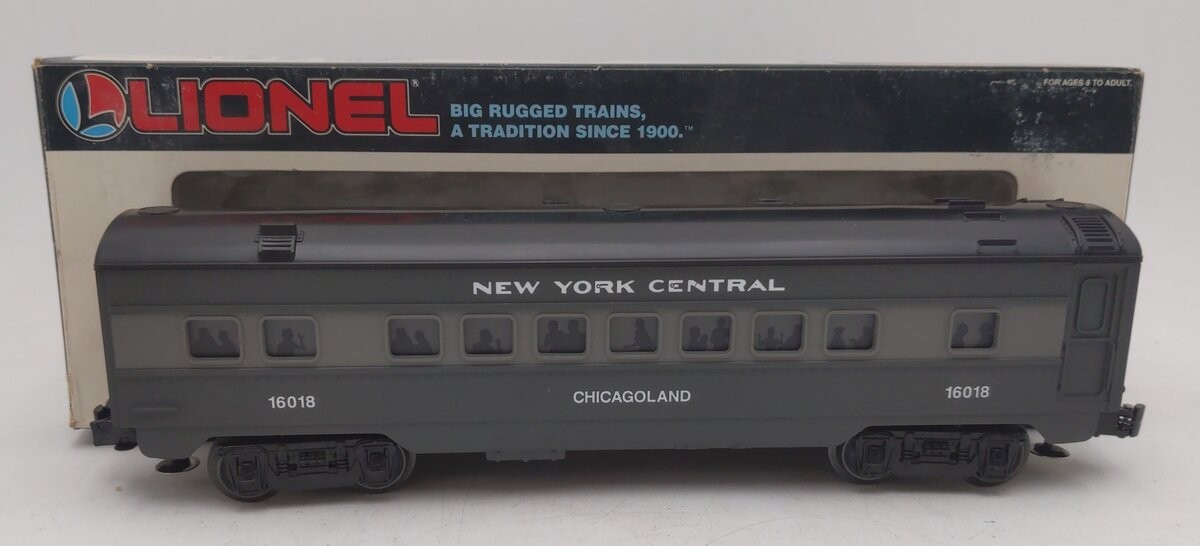 LIONEL®
BIG RUGGED TRAINS,
A TRADITION SINCE 1900.™
FOR AGES 8 TO ADULT.
NEW YORK CENTRAL
16018
CHICAGOLAND
16018